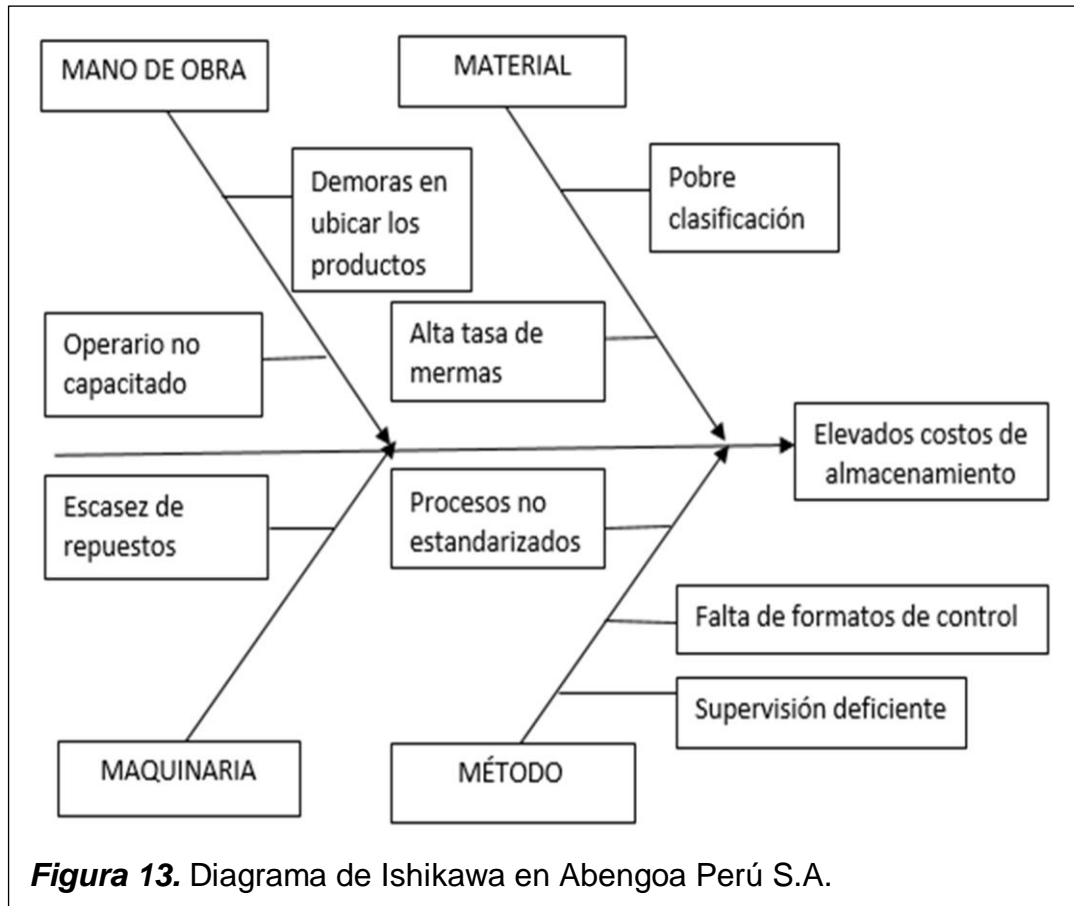 MANO DE OBRA
MATERIAL
Demoras en
ubicar los
productos
Pobre
clasificación
Operario no
capacitado
Alta tasa de
mermas
Elevados costos de
almacenamiento
Escasez de
repuestos
Procesos no
estandarizados
Falta de formatos de control
Supervisión deficiente
MAQUINARIA
MÉTODO
Figura 13. Diagrama de Ishikawa en Abengoa Perú S.A.